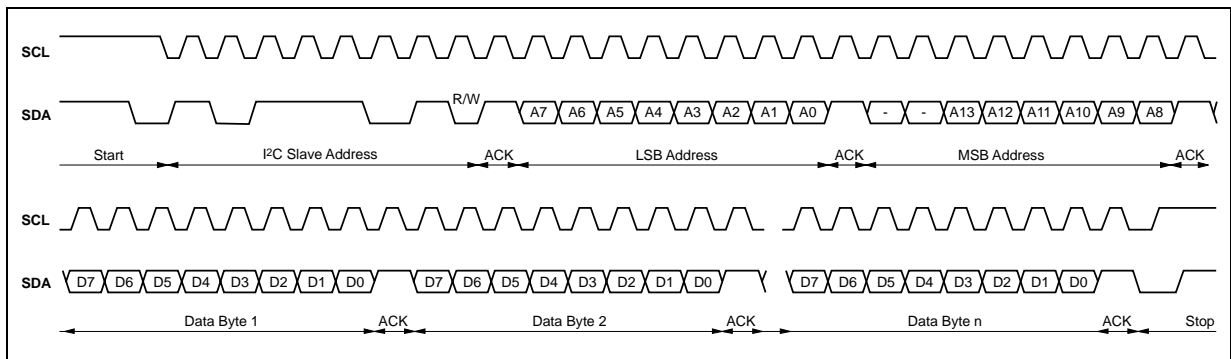 SCL
R/W
SDA A7 A6 A5 A4 A3 A2 A1 A0 - - A13 A12 A11 A10 A9 A8
Start I²C Slave Address ACK LSB Address ACK MSB Address ACK
SCL
SDA D7 D6 D5 D4 D3 D2 D1 D0 D7 D6 D5 D4 D3 D2 D1 D0 D7 D6 D5 D4 D3 D2 D1 D0
Data Byte 1 ACK Data Byte 2 ACK Data Byte n ACK Stop